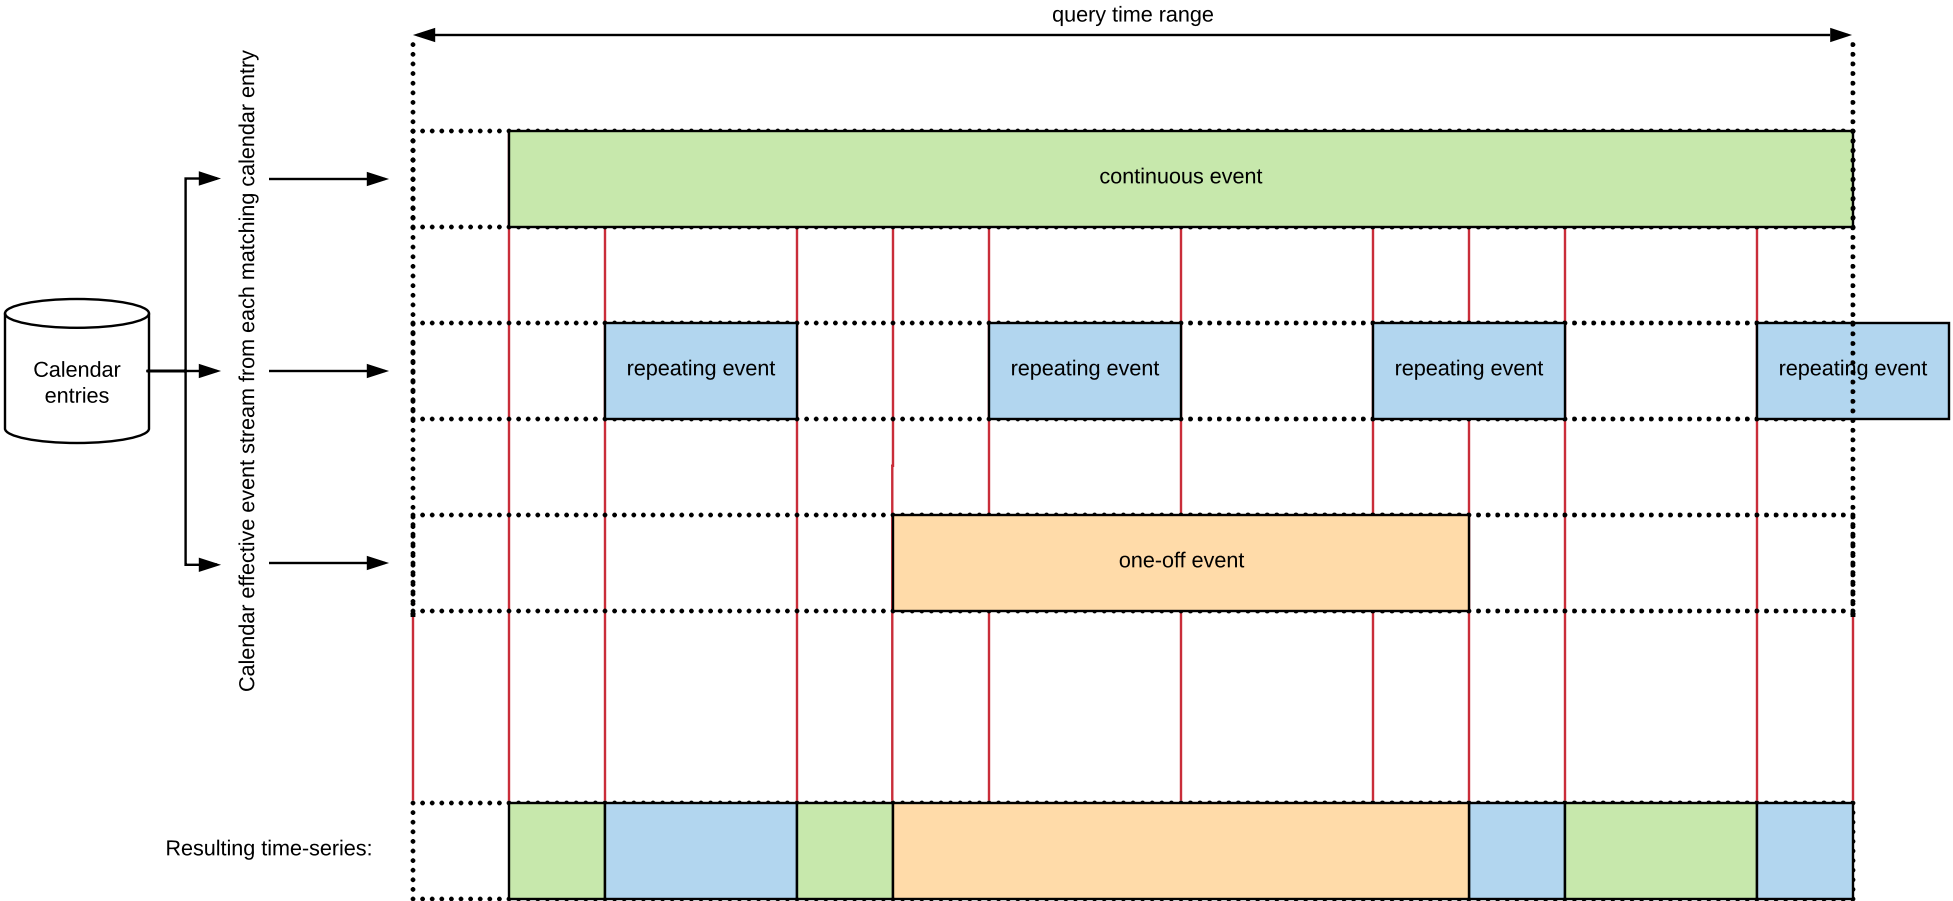 query time range
Calendar effective event stream from each matching calendar entry
continuous event
Calendar
entries
repeating event
repeating event
repeating event
repeating event
one-off event
Resulting time-series: